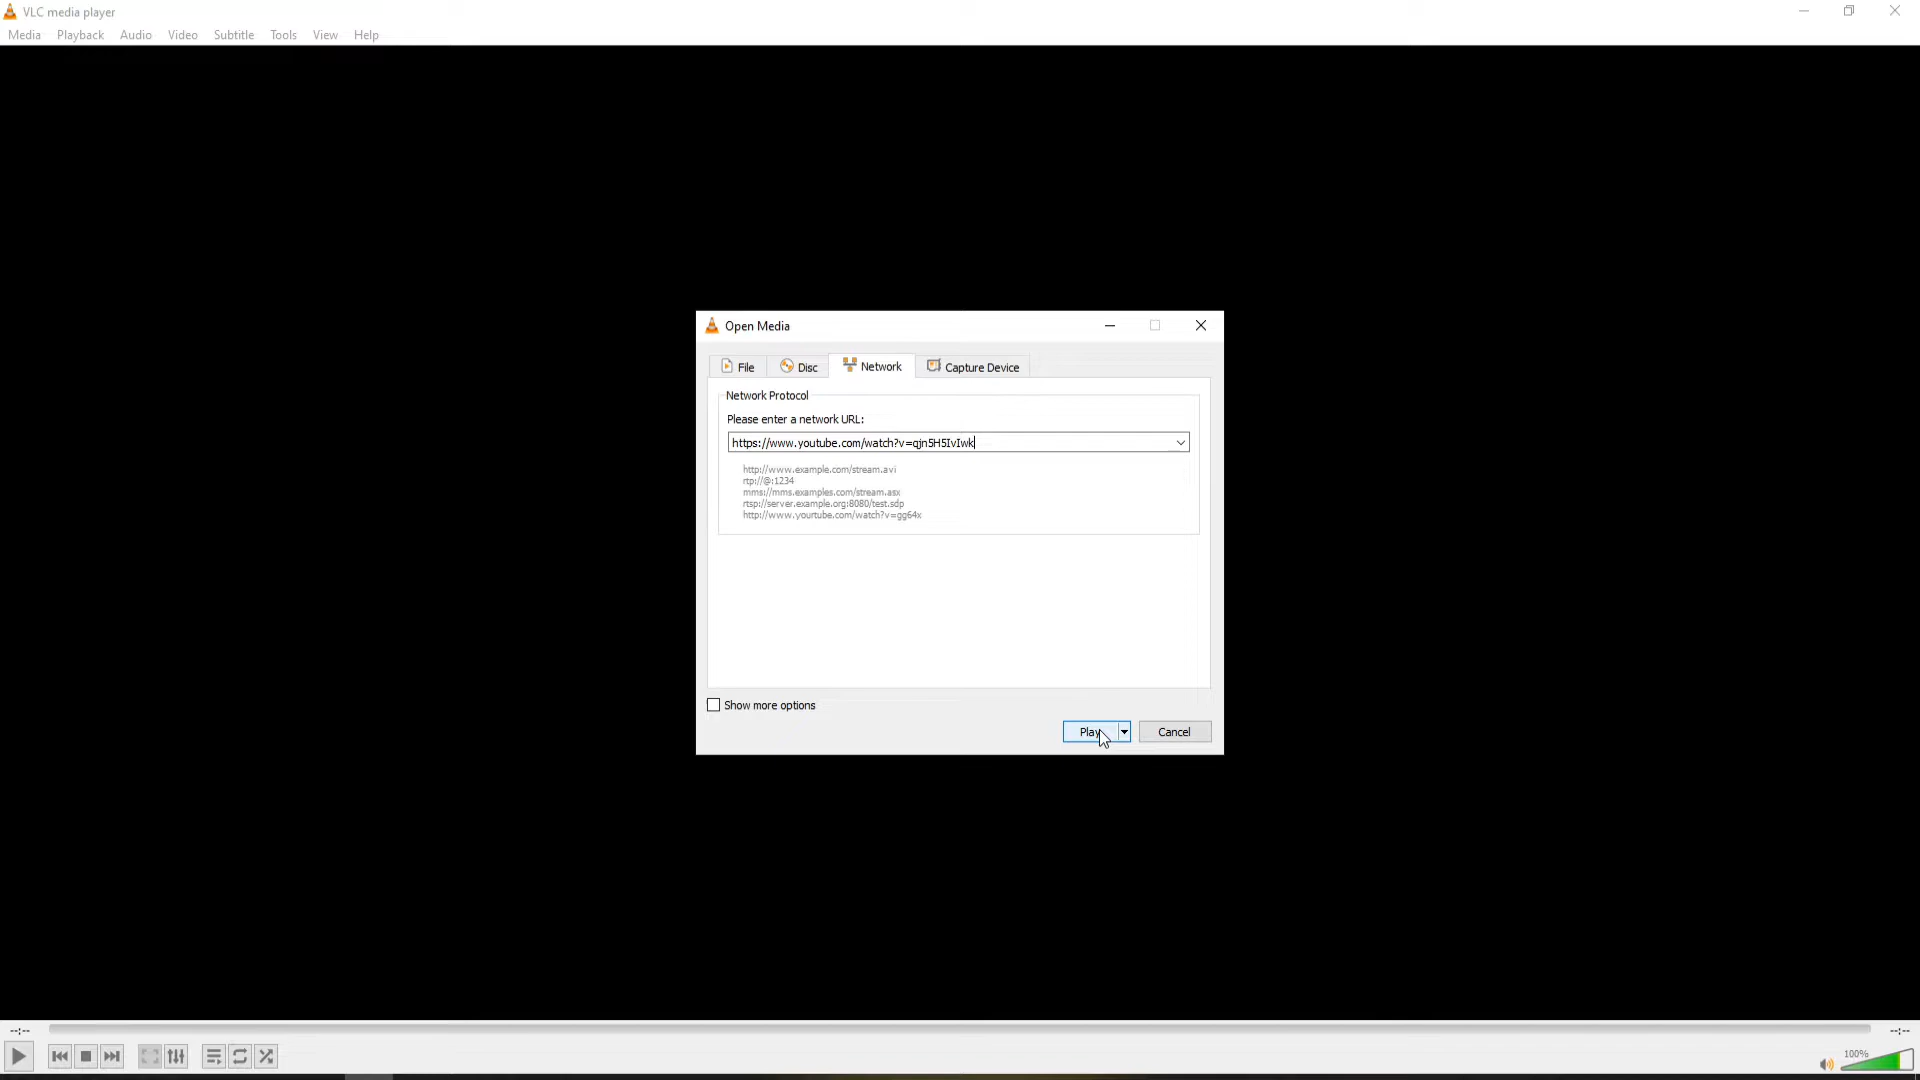 VLC media player
Media Playback Audio Video Subtitle Tools View Help
Open Media
File Disc Network Capture Device
Network Protocol
Please enter a network URL:
https://www.youtube.com/watch?v=qjn5H5IvIwk
http://www.example.com/stream.avi
rtp://@:1234
mms://mms.examples.com/stream.asx
rtsp://server.example.org:8080/test.sdp
http://www.yourtube.com/watch?v=gg64x
Show more options
Play Cancel
--:-- --:--
100%